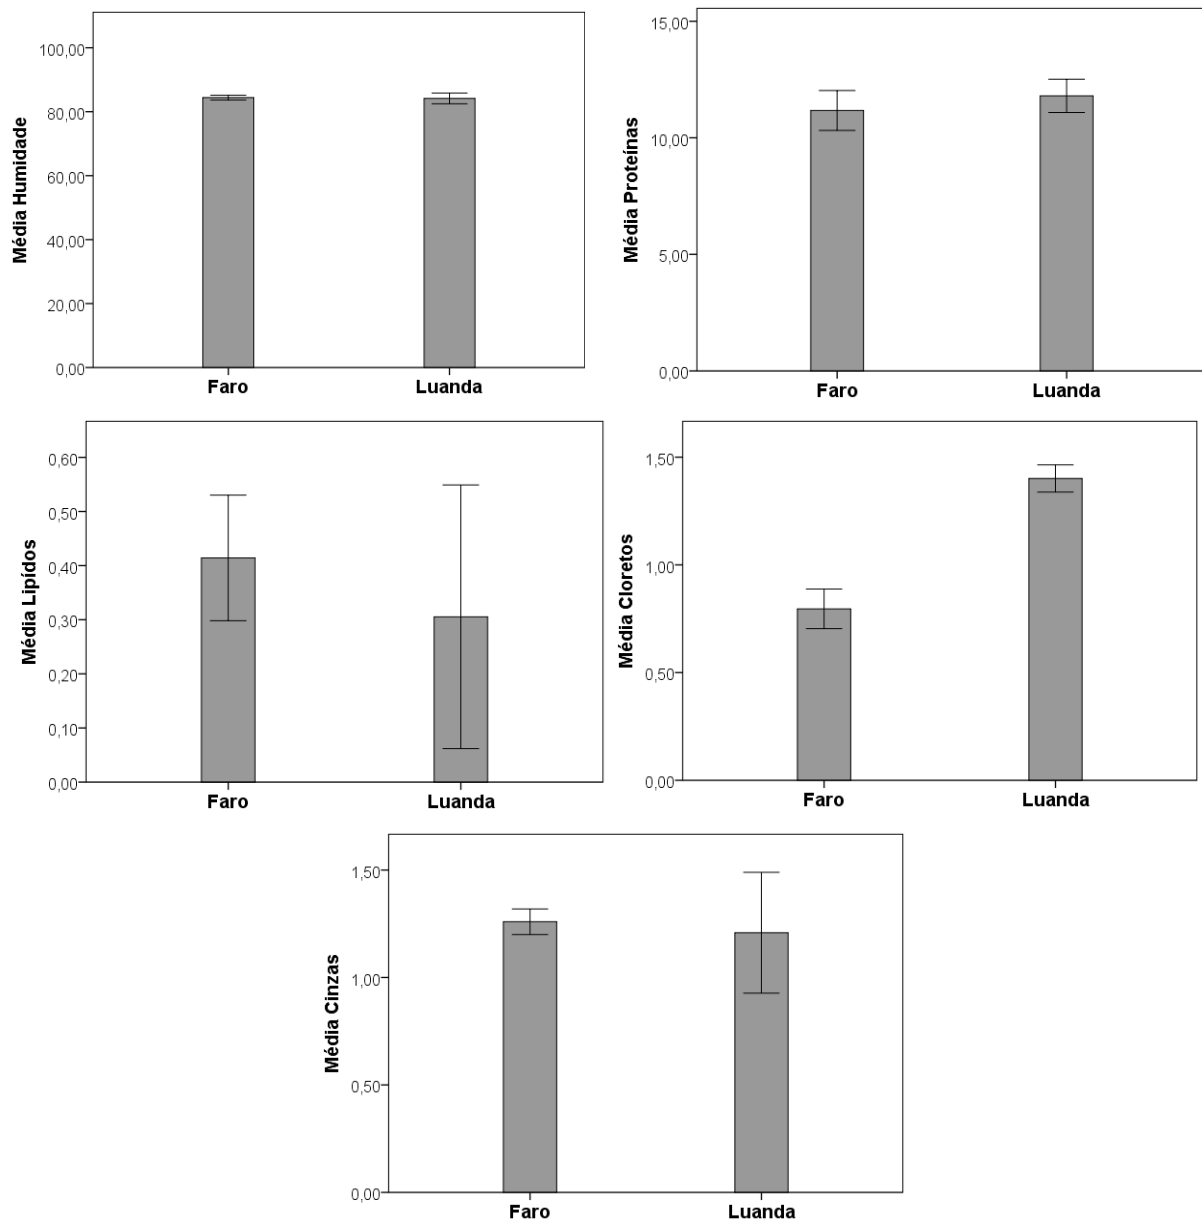 Média Humidade
100,00
80,00
60,00
40,00
20,00
0,00
Faro
Luanda
Média Proteínas
15,00
10,00
5,00
0,00
Faro
Luanda
Média Lipídos
0,60
0,50
0,40
0,30
0,20
0,10
0,00
Faro
Luanda
Média Cloretos
1,50
1,00
0,50
0,00
Faro
Luanda
Média Cinzas
1,50
1,00
0,50
0,00
Faro
Luanda